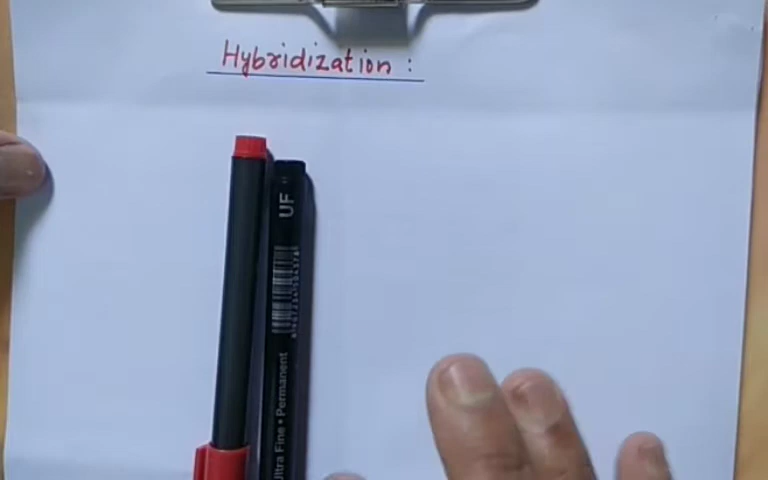 Hybridization :
UF
Ultra Fine • Permanent